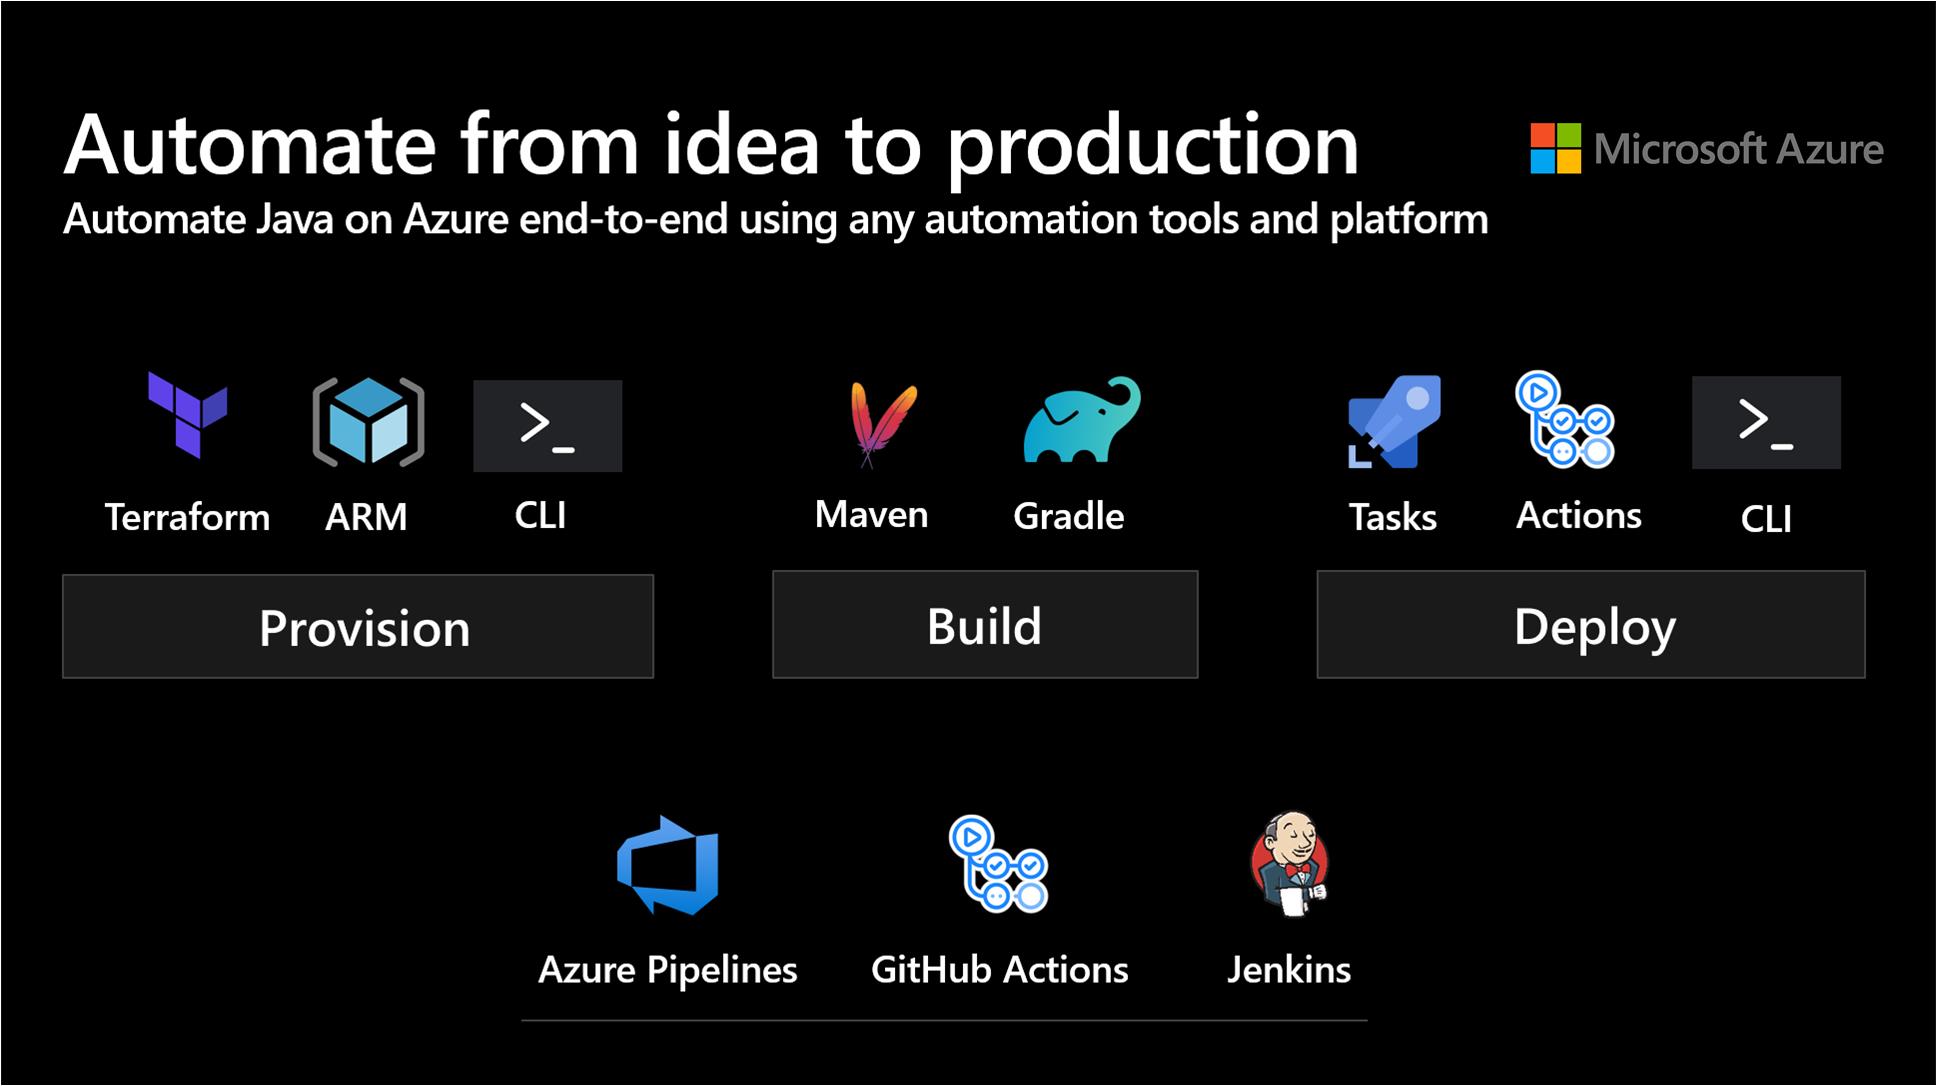 Automate from idea to production
Microsoft Azure
Automate Java on Azure end-to-end using any automation tools and platform
Terraform
ARM
CLI
Maven
Gradle
Tasks
Actions
CLI
Provision
Build
Deploy
Azure Pipelines
GitHub Actions
Jenkins